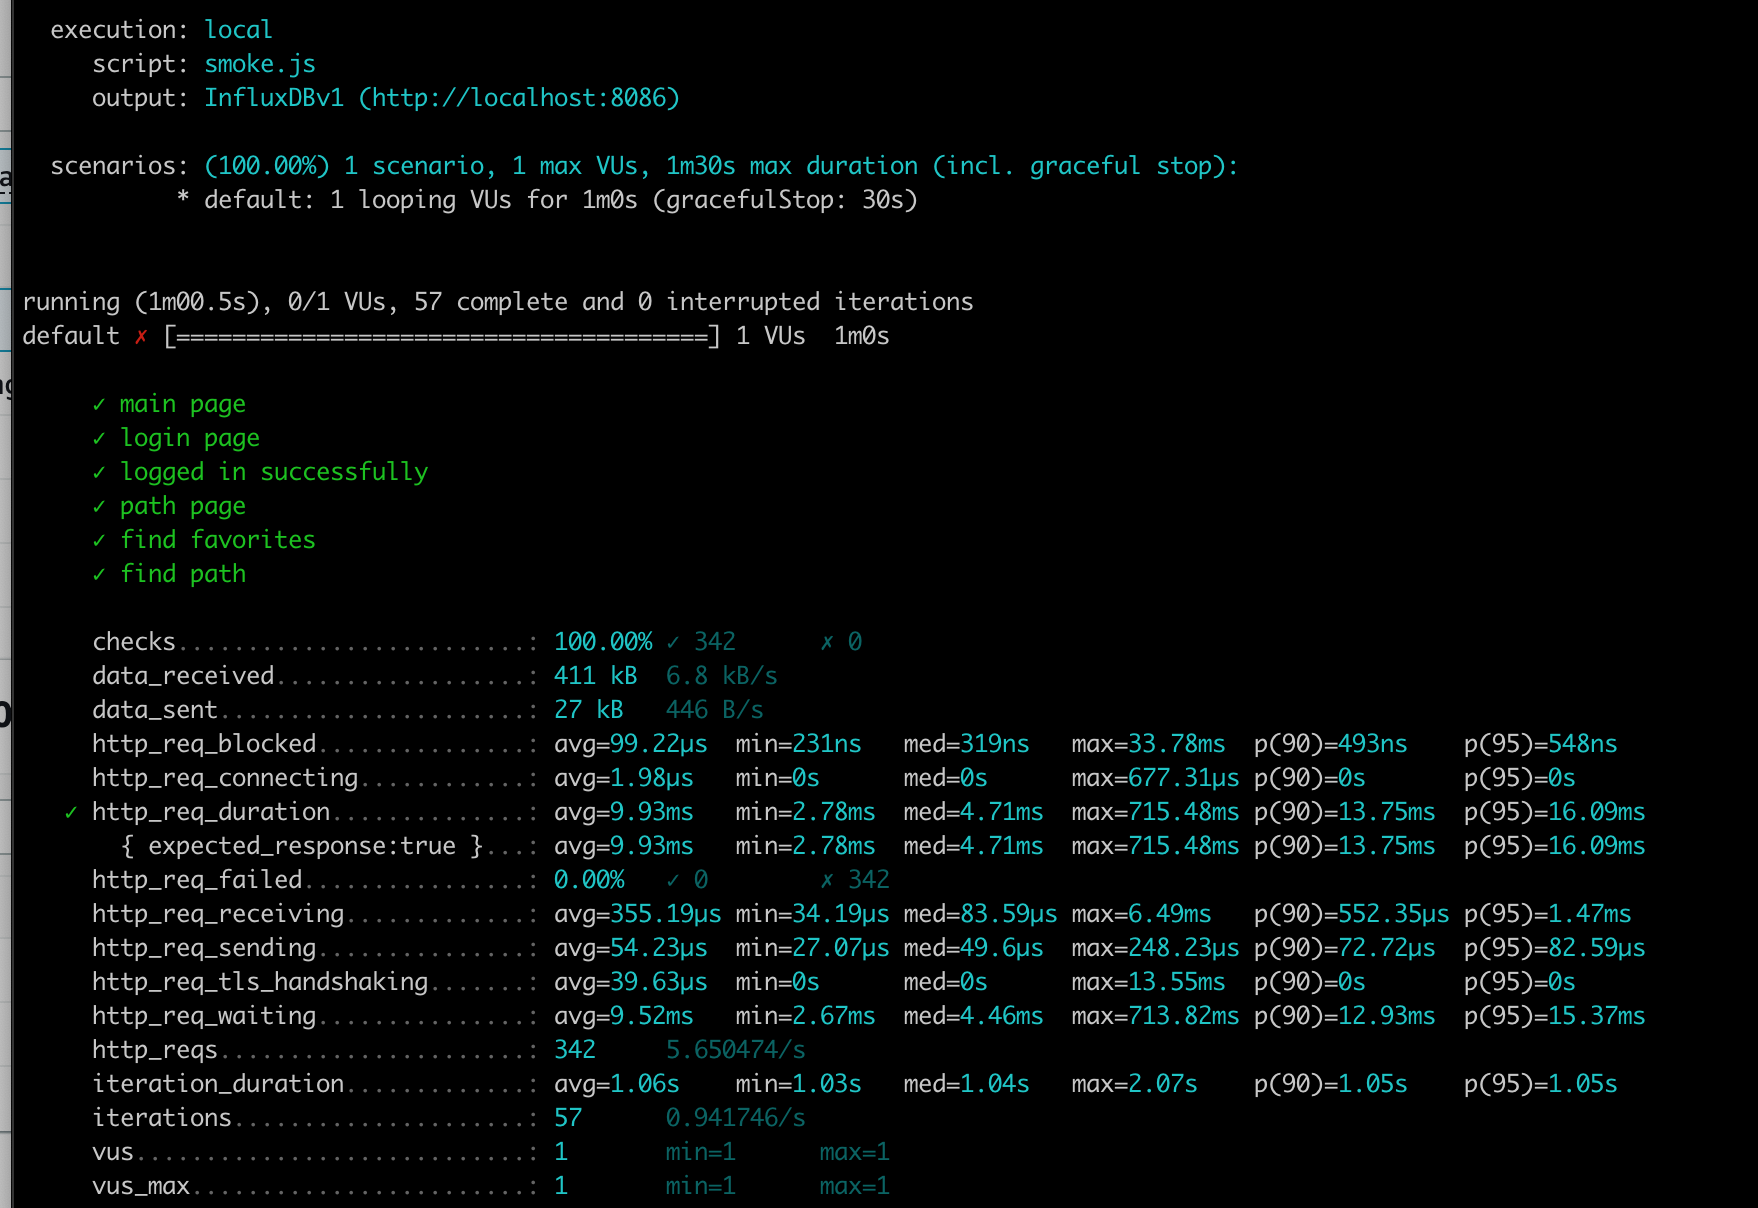 execution: local
script: smoke.js
output: InfluxDBv1 (http://localhost:8086)
scenarios: (100.00%) 1 scenario, 1 max VUs, 1m30s max duration (incl. graceful stop):
* default: 1 looping VUs for 1m0s (gracefulStop: 30s)
running (1m00.5s), 0/1 VUs, 57 complete and 0 interrupted iterations
default ✗ [======================================] 1 VUs  1m0s
✓ main page
✓ login page
✓ logged in successfully
✓ path page
✓ find favorites
✓ find path
checks.........................: 100.00% ✓ 342      ✗ 0
data_received..................: 411 kB  6.8 kB/s
data_sent......................: 27 kB   446 B/s
http_req_blocked...............: avg=99.22µs  min=231ns   med=319ns   max=33.78ms  p(90)=493ns    p(95)=548ns
http_req_connecting............: avg=1.98µs   min=0s      med=0s      max=677.31µs p(90)=0s       p(95)=0s
✓ http_req_duration..............: avg=9.93ms   min=2.78ms  med=4.71ms  max=715.48ms p(90)=13.75ms  p(95)=16.09ms
{ expected_response:true }...: avg=9.93ms   min=2.78ms  med=4.71ms  max=715.48ms p(90)=13.75ms  p(95)=16.09ms
http_req_failed................: 0.00%   ✓ 0        ✗ 342
http_req_receiving.............: avg=355.19µs min=34.19µs med=83.59µs max=6.49ms   p(90)=552.35µs p(95)=1.47ms
http_req_sending...............: avg=54.23µs  min=27.07µs med=49.6µs  max=248.23µs p(90)=72.72µs  p(95)=82.59µs
http_req_tls_handshaking.......: avg=39.63µs  min=0s      med=0s      max=13.55ms  p(90)=0s       p(95)=0s
http_req_waiting...............: avg=9.52ms   min=2.67ms  med=4.46ms  max=713.82ms p(90)=12.93ms  p(95)=15.37ms
http_reqs......................: 342     5.650474/s
iteration_duration.............: avg=1.06s    min=1.03s   med=1.04s   max=2.07s    p(90)=1.05s    p(95)=1.05s
iterations.....................: 57      0.941746/s
vus............................: 1       min=1      max=1
vus_max........................: 1       min=1      max=1